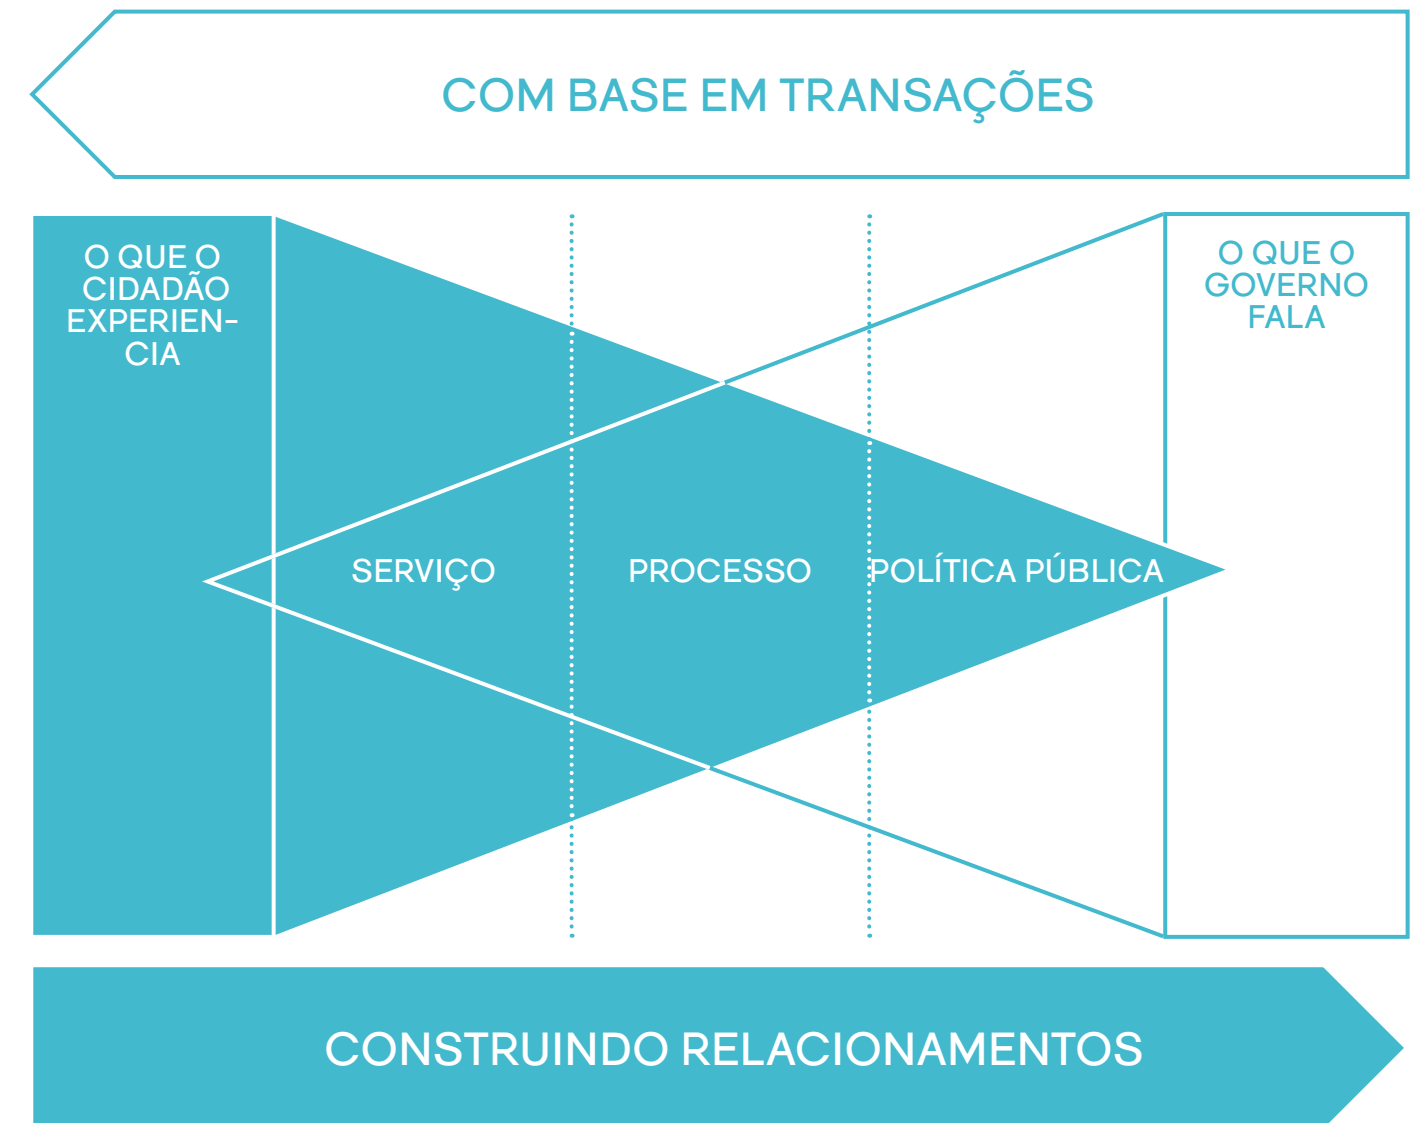 COM BASE EM TRANSAÇÕES
O QUE O
CIDADÃO
EXPERIEN-
CIA
O QUE O
GOVERNO
FALA
SERVIÇO
PROCESSO
POLÍTICA PÚBLICA
CONSTRUINDO RELACIONAMENTOS